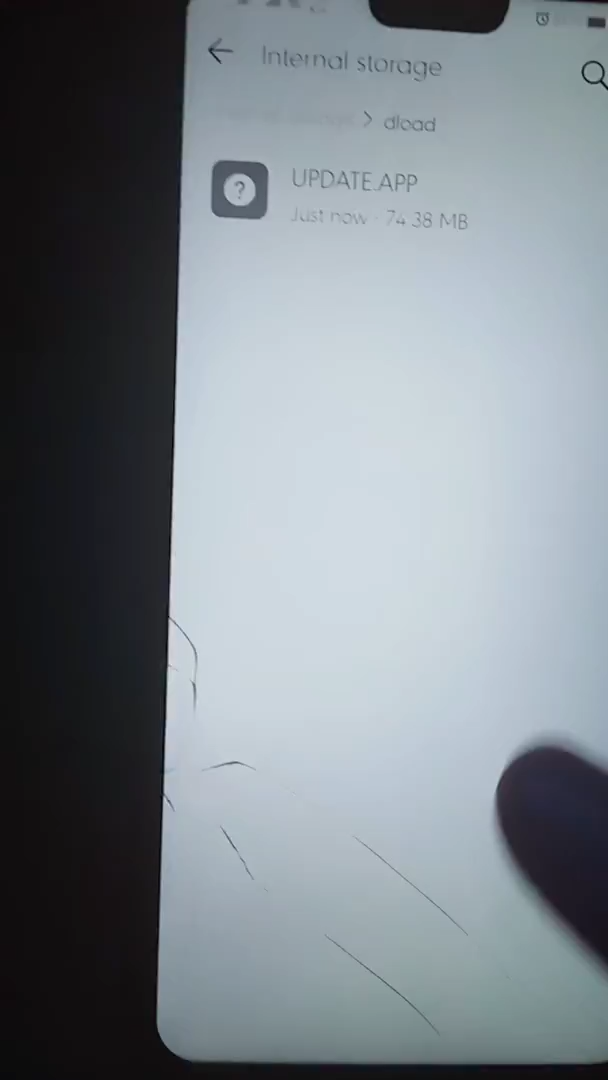 Internal storage
> dload
UPDATE.APP
Just now - 74.38 MB